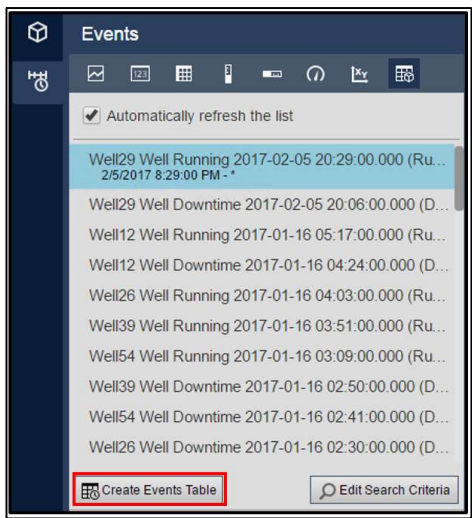 Events
123
XY
Automatically refresh the list
Well29 Well Running 2017-02-05 20:29:00.000 (Ru...
2/5/2017 8:29:00 PM - *
Well29 Well Downtime 2017-02-05 20:06:00.000 (D...
Well12 Well Running 2017-01-16 05:17:00.000 (Ru...
Well12 Well Downtime 2017-01-16 04:24:00.000 (D...
Well26 Well Running 2017-01-16 04:03:00.000 (Ru...
Well39 Well Running 2017-01-16 03:51:00.000 (Ru...
Well54 Well Running 2017-01-16 03:09:00.000 (Ru...
Well39 Well Downtime 2017-01-16 02:50:00.000 (D...
Well54 Well Downtime 2017-01-16 02:41:00.000 (D...
Well26 Well Downtime 2017-01-16 02:30:00.000 (D...
Create Events Table
Edit Search Criteria